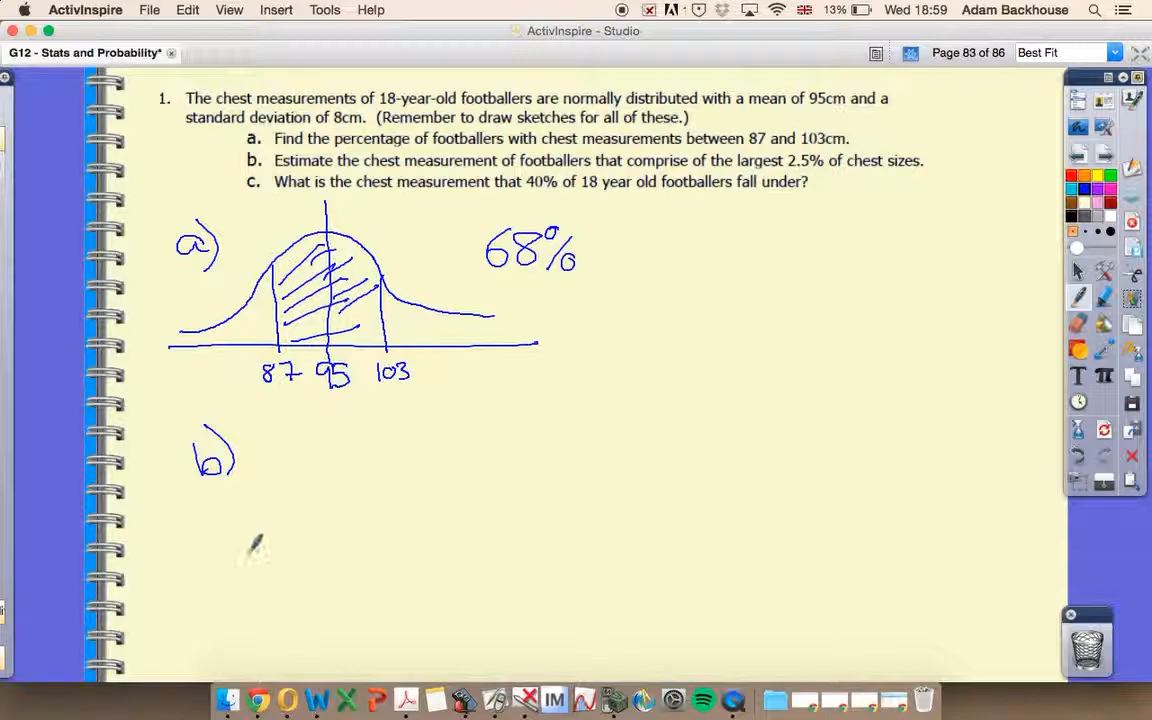 ActivInspire File Edit View Insert Tools Help 13% Wed 18:59 Adam Backhouse
ActivInspire - Studio
G12 - Stats and Probability* Page 83 of 86 Best Fit
1. The chest measurements of 18-year-old footballers are normally distributed with a mean of 95cm and a
standard deviation of 8cm. (Remember to draw sketches for all of these.)
a. Find the percentage of footballers with chest measurements between 87 and 103cm.
b. Estimate the chest measurement of footballers that comprise of the largest 2.5% of chest sizes.
c. What is the chest measurement that 40% of 18 year old footballers fall under?
a) 68%
87 95 103
b)
IM